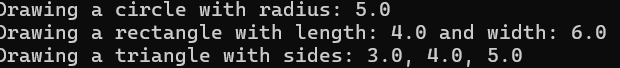 Drawing a circle with radius: 5.0
Drawing a rectangle with length: 4.0 and width: 6.0
Drawing a triangle with sides: 3.0, 4.0, 5.0